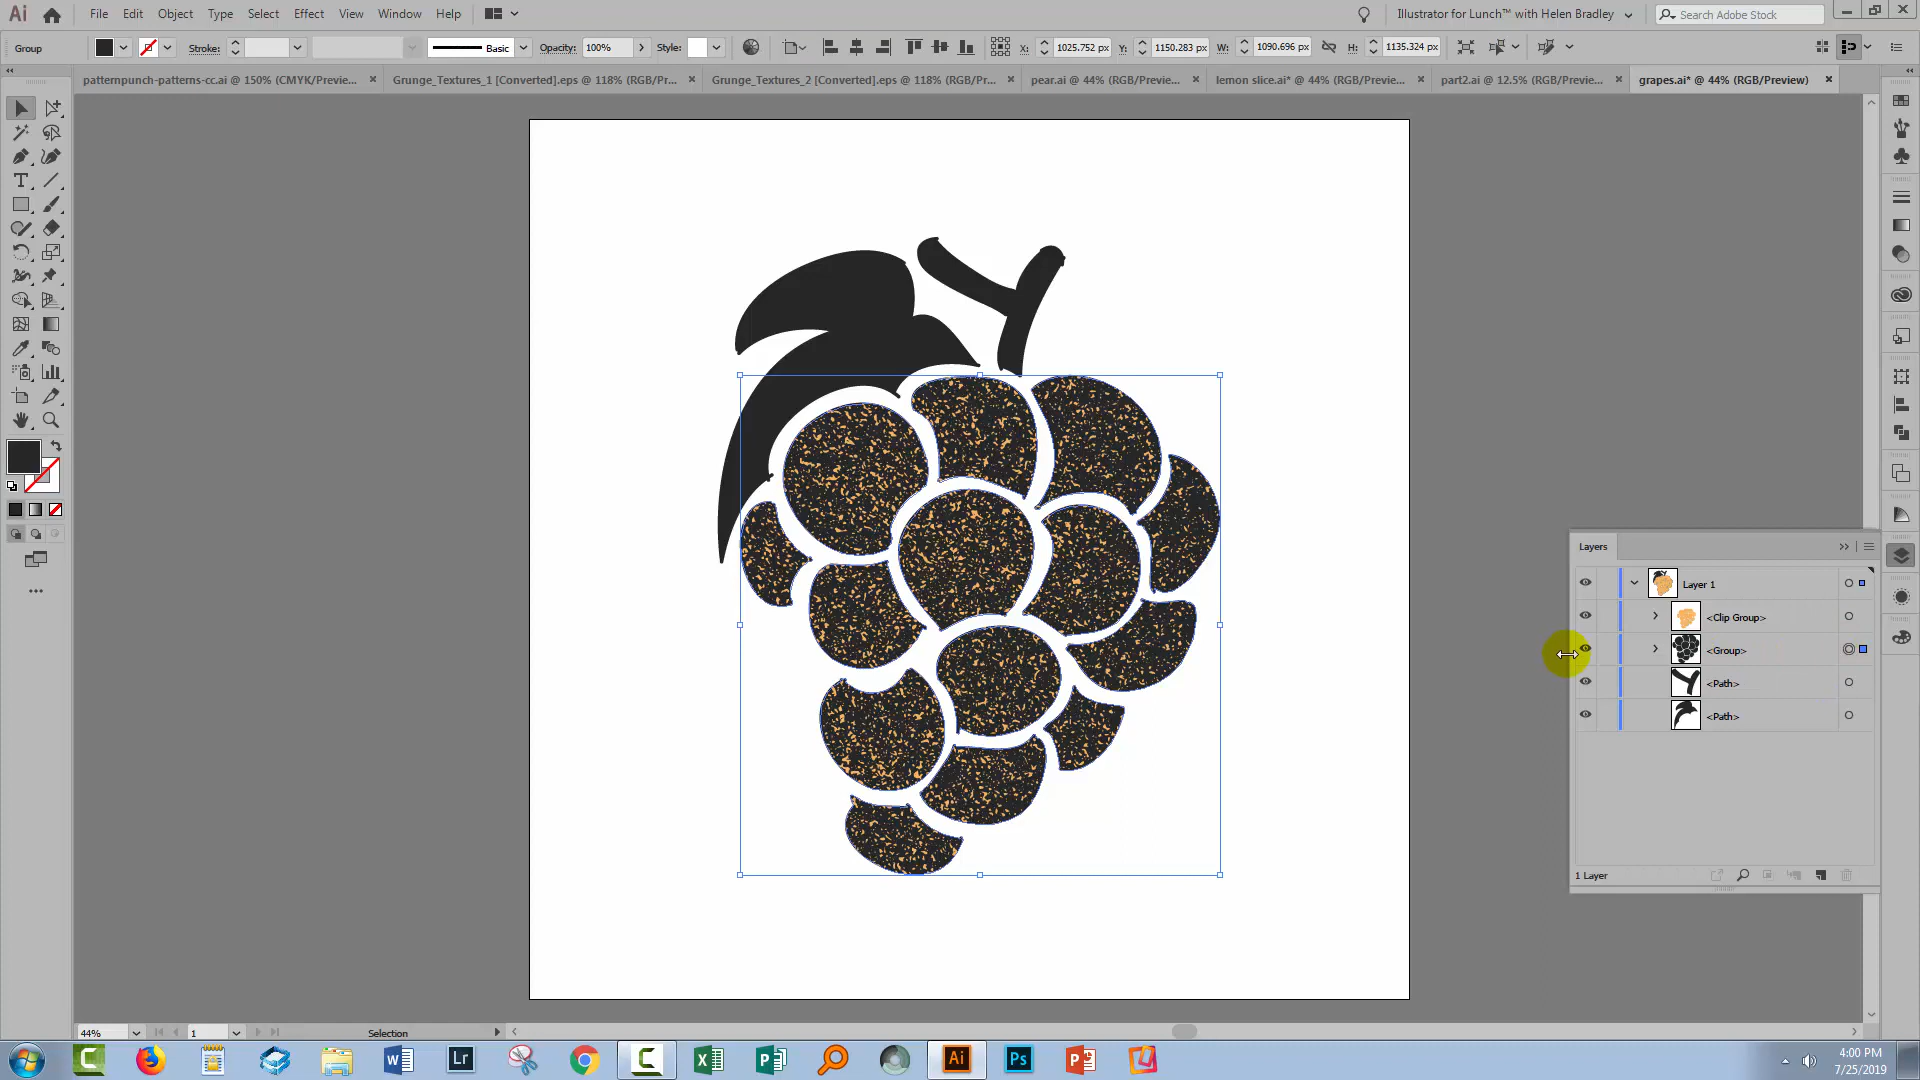 Ai File Edit Object Type Select Effect View Window Help Illustrator for Lunch™ with Helen Bradley Search Adobe Stock
Group Stroke: Basic Opacity: 100% Style: X: 1025.752 px Y: 1150.283 px W: 1090.696 px H: 1135.324 px
patternpunch-patterns-cc.ai @ 150% (CMYK/Previe... Grunge_Textures_1 [Converted].eps @ 118% (RGB/Pr... Grunge_Textures_2 [Converted].eps @ 118% (RGB/Pr... pear.ai @ 44% (RGB/Previe... lemon slice.ai* @ 44% (RGB/Previe... part2.ai @ 12.5% (RGB/Previe... grapes.ai* @ 44% (RGB/Preview)
Layers
Layer 1
<Clip Group>
<Group>
<Path>
<Path>
1 Layer
44% 1 Selection
4:00 PM
7/25/2019